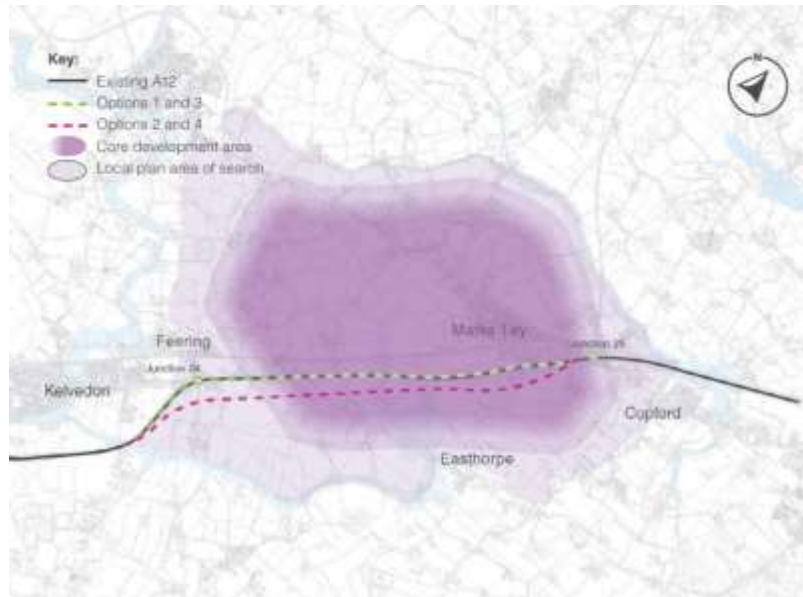 Key:
Existing A12
Options 1 and 3
Options 2 and 4
Core development area
Local plan area of search
N
Feering
Marks Tey
Junction 25
Junction 24
Kelvedon
Copford
Easthorpe